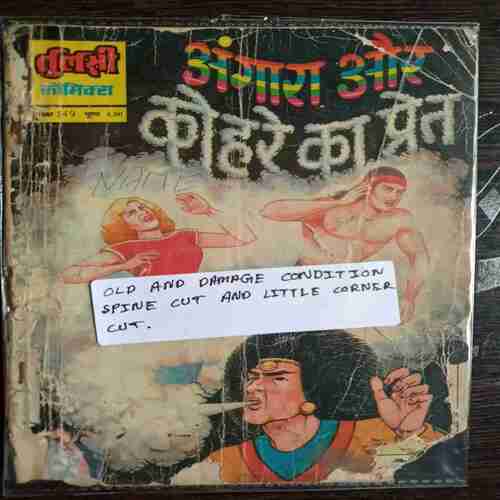 तुलसी
कॉमिक्स
अंगारा और
कोहरे का प्रेत
NAME
OLD AND DAMAGE CONDITION
SPINE CUT AND LITTLE CORNER
CUT.